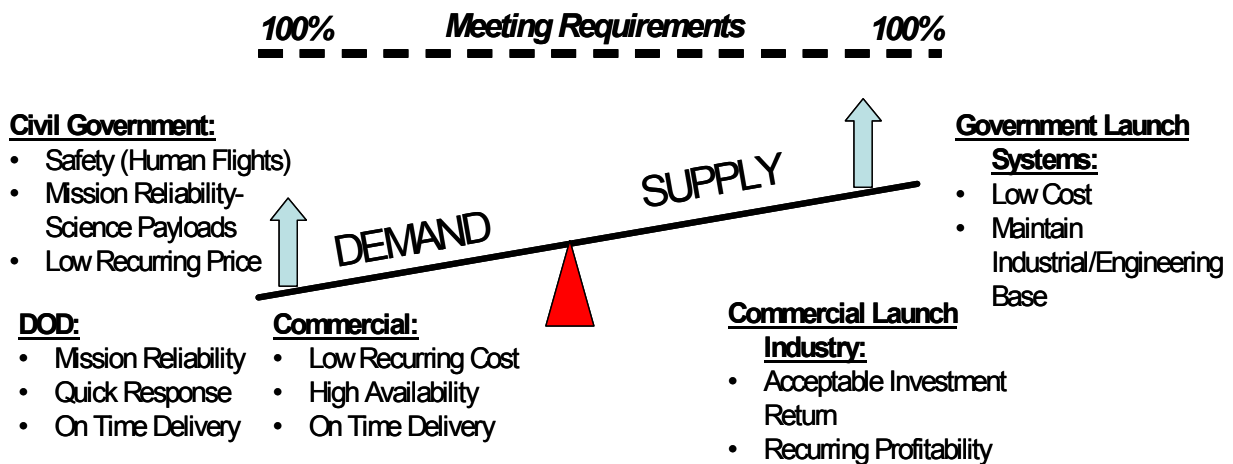 100% Meeting Requirements 100%
Civil Government:
• Safety (Human Flights)
• Mission Reliability-
Science Payloads
• Low Recurring Price
DEMAND
SUPPLY
Government Launch
Systems:
• Low Cost
• Maintain
Industrial/Engineering
Base
DOD:
• Mission Reliability
• Quick Response
• On Time Delivery
Commercial:
• Low Recurring Cost
• High Availability
• On Time Delivery
Commercial Launch
Industry:
• Acceptable Investment
Return
• Recurring Profitability